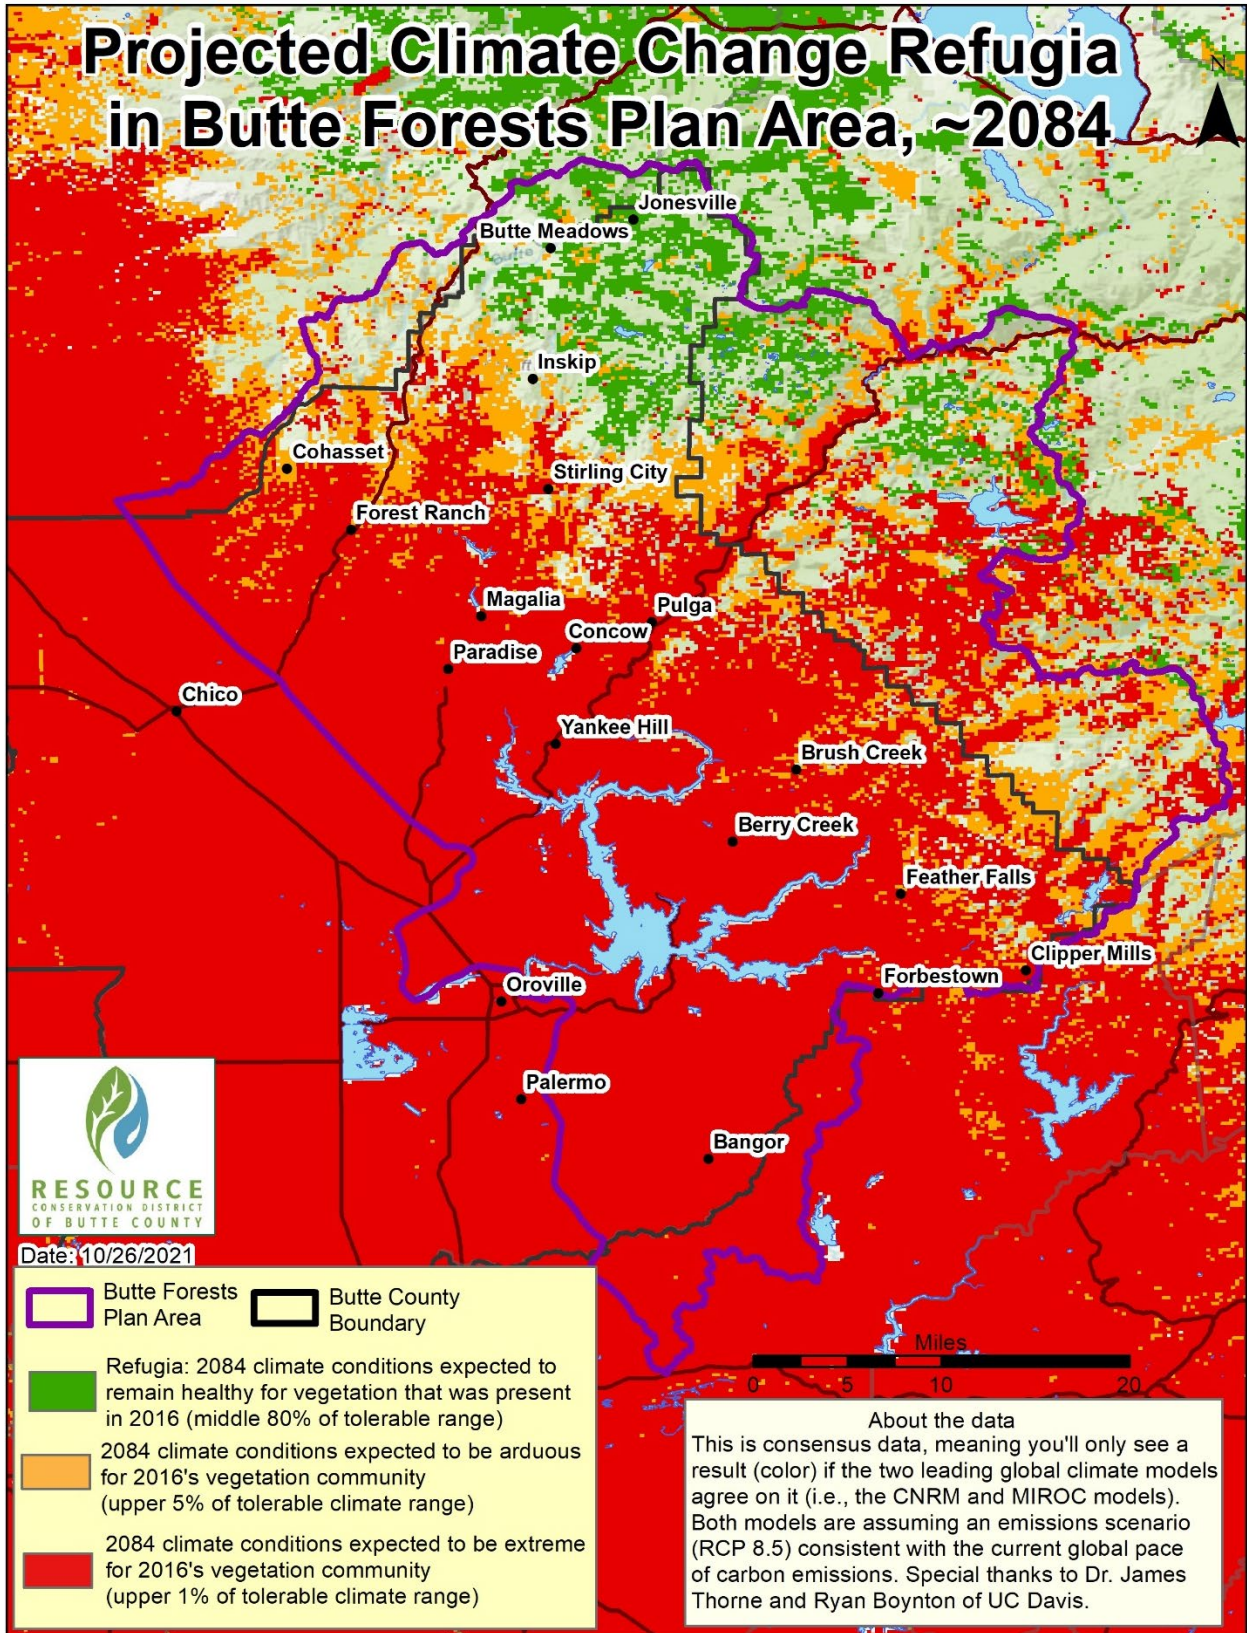 Projected Climate Change Refugia
in Butte Forests Plan Area, ~2084
N
Jonesville
Butte Meadows
Butte
Inskip
Cohasset
Stirling City
Forest Ranch
Magalia
Pulga
Concow
Paradise
Chico
Yankee Hill
Brush Creek
Berry Creek
Feather Falls
Clipper Mills
Forbestown
Oroville
Palermo
Bangor
RESOURCE
CONSERVATION DISTRICT
OF BUTTE COUNTY
Date: 10/26/2021
Butte Forests
Plan Area
Butte County
Boundary
Refugia: 2084 climate conditions expected to
remain healthy for vegetation that was present
in 2016 (middle 80% of tolerable range)
2084 climate conditions expected to be arduous
for 2016's vegetation community
(upper 5% of tolerable climate range)
2084 climate conditions expected to be extreme
for 2016's vegetation community
(upper 1% of tolerable climate range)
Miles
0 5 10 20
About the data
This is consensus data, meaning you'll only see a
result (color) if the two leading global climate models
agree on it (i.e., the CNRM and MIROC models).
Both models are assuming an emissions scenario
(RCP 8.5) consistent with the current global pace
of carbon emissions. Special thanks to Dr. James
Thorne and Ryan Boynton of UC Davis.